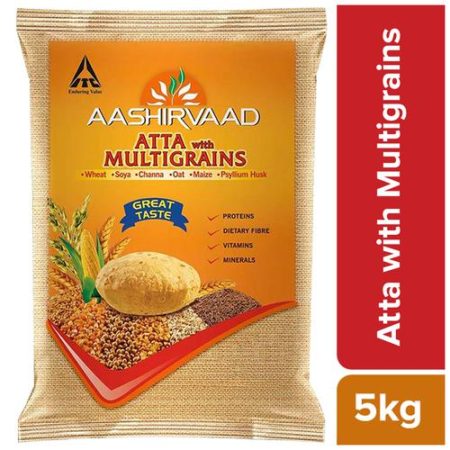 ITC
Enduring Value
AASHIRVAAD
ATTA with
MULTIGRAINS
•Wheat •Soya •Channa •Oat •Maize •Psyllium Husk
GREAT
TASTE
✓ PROTEINS
✓ DIETARY FIBRE
✓ VITAMINS
✓ MINERALS
Atta with Multigrains
5kg